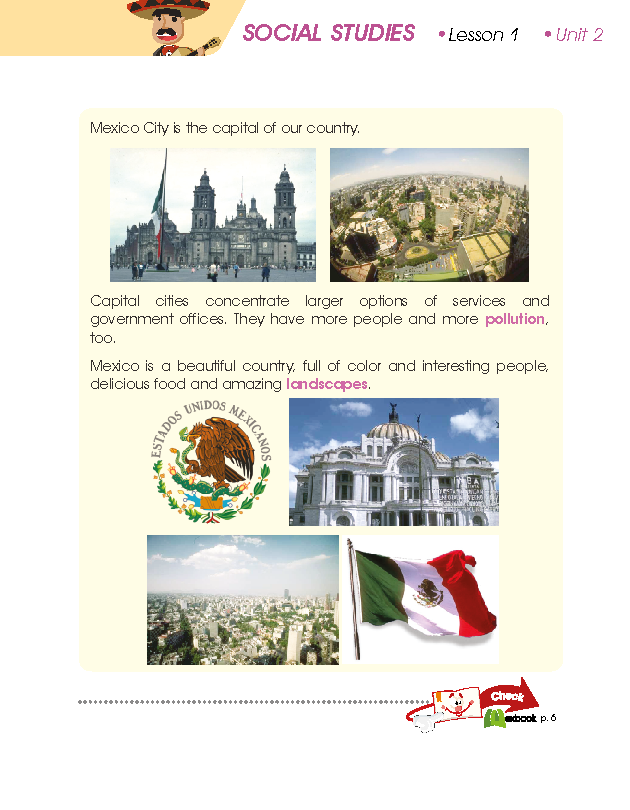 SOCIAL STUDIES • Lesson 1 • Unit 2
Mexico City is the capital of our country.
Capital cities concentrate larger options of services and
government offices. They have more people and more pollution,
too.
Mexico is a beautiful country, full of color and interesting people,
delicious food and amazing landscapes.
ESTADOS UNIDOS MEXICANOS
Check
p. 6